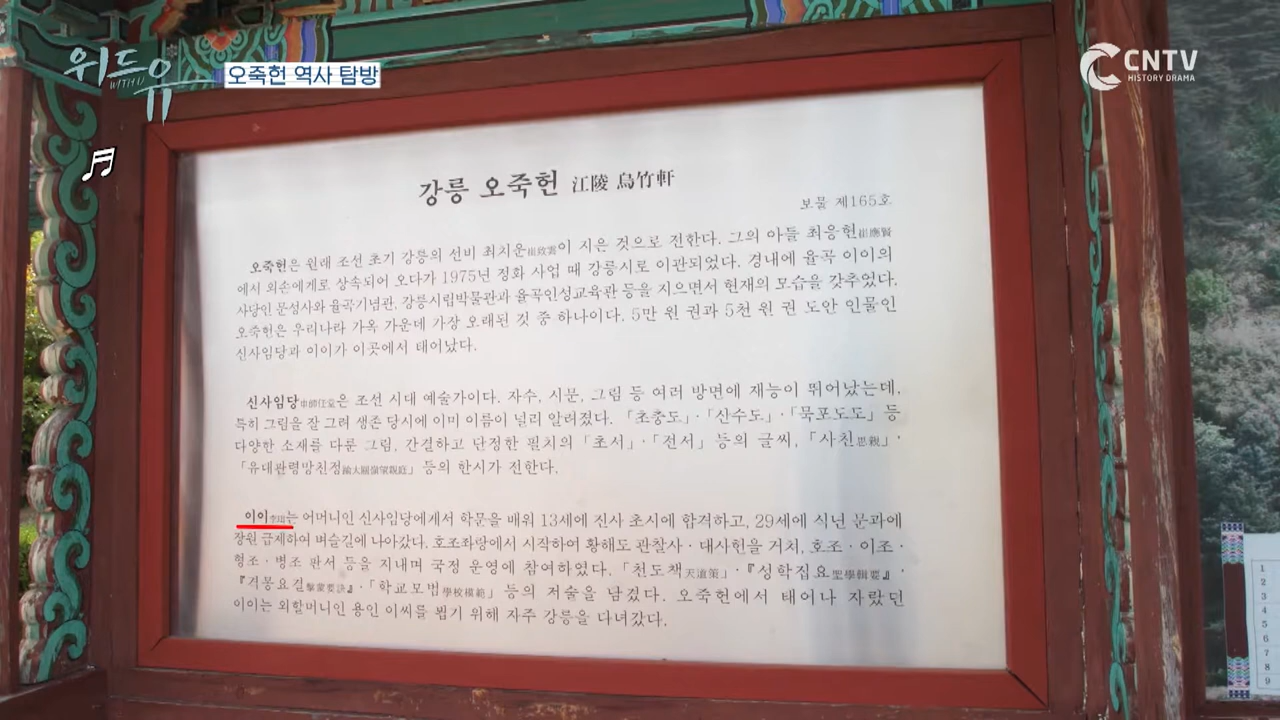 위드유
WITH U
오죽헌 역사 탐방
CNTV
HISTORY DRAMA
강릉 오죽헌 江陵 烏竹軒
보물 제165호
오죽헌은 원래 조선 초기 강릉의 선비 최치운崔致雲이 지은 것으로 전한다. 그의 아들 최응현崔應賢
에서 외손에게로 상속되어 오다가 1975년 정화 사업 때 강릉시로 이관되었다. 경내에 율곡 이이의
사당인 문성사와 율곡기념관, 강릉시립박물관과 율곡인성교육관 등을 지으면서 현재의 모습을 갖추었다.
오죽헌은 우리나라 가옥 가운데 가장 오래된 것 중 하나이다. 5만 원 권과 5천 원 권 도안 인물인
신사임당과 이이가 이곳에서 태어났다.
신사임당申師任堂은 조선 시대 예술가이다. 자수, 시문, 그림 등 여러 방면에 재능이 뛰어났는데,
특히 그림을 잘 그려 생존 당시에 이미 이름이 널리 알려졌다. 「초충도」·「산수도」·「묵포도도」 등
다양한 소재를 다룬 그림, 간결하고 단정한 필치의 「초서」·「전서」 등의 글씨, 「사친思親」·
「유대관령망친정踰大關嶺望親庭」 등의 한시가 전한다.
이이李珥는 어머니인 신사임당에게서 학문을 배워 13세에 진사 초시에 합격하고, 29세에 식년 문과에
장원 급제하여 벼슬길에 나아갔다. 호조좌랑에서 시작하여 황해도 관찰사·대사헌을 거쳐, 호조·이조·
형조·병조 판서 등을 지내며 국정 운영에 참여하였다. 「천도책天道策」·『성학집요聖學輯要』·
『격몽요결擊蒙要訣』·「학교모범學校模範」 등의 저술을 남겼다. 오죽헌에서 태어나 자랐던
이이는 외할머니인 용인 이씨를 뵙기 위해 자주 강릉을 다녀갔다.
1
2
3
4
5
6
7
8
9